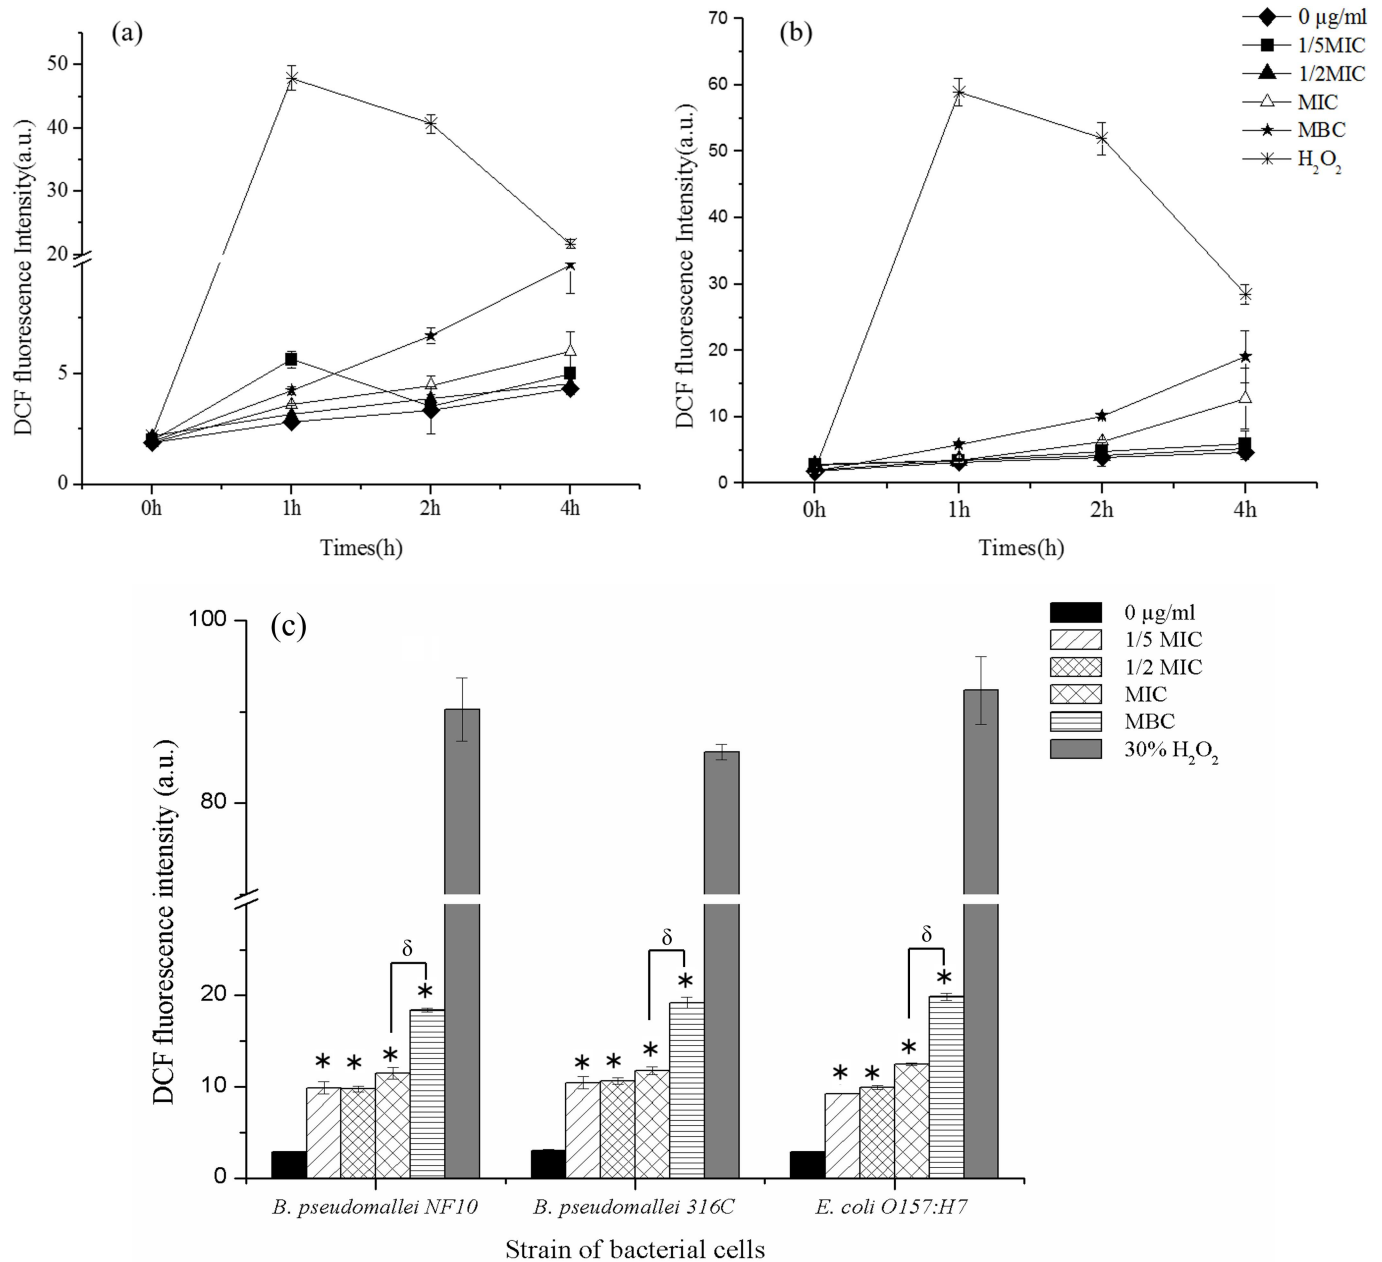 (a)
DCF fluorescence Intensity(a.u.)
50
40
30
20
5
0
0h 1h 2h 4h
Times(h)
(b)
DCF fluorescence Intensity(a.u.)
70
60
50
40
30
20
10
0
0h 1h 2h 4h
Times(h)
0 µg/ml
1/5MIC
1/2MIC
MIC
MBC
H₂O₂
(c)
DCF fluorescence intensity (a.u.)
100
80
20
10
0
δ δ δ
* * * * * * * * * * * *
B. pseudomallei NF10 B. pseudomallei 316C E. coli O157:H7
Strain of bacterial cells
0 µg/ml
1/5 MIC
1/2 MIC
MIC
MBC
30% H₂O₂